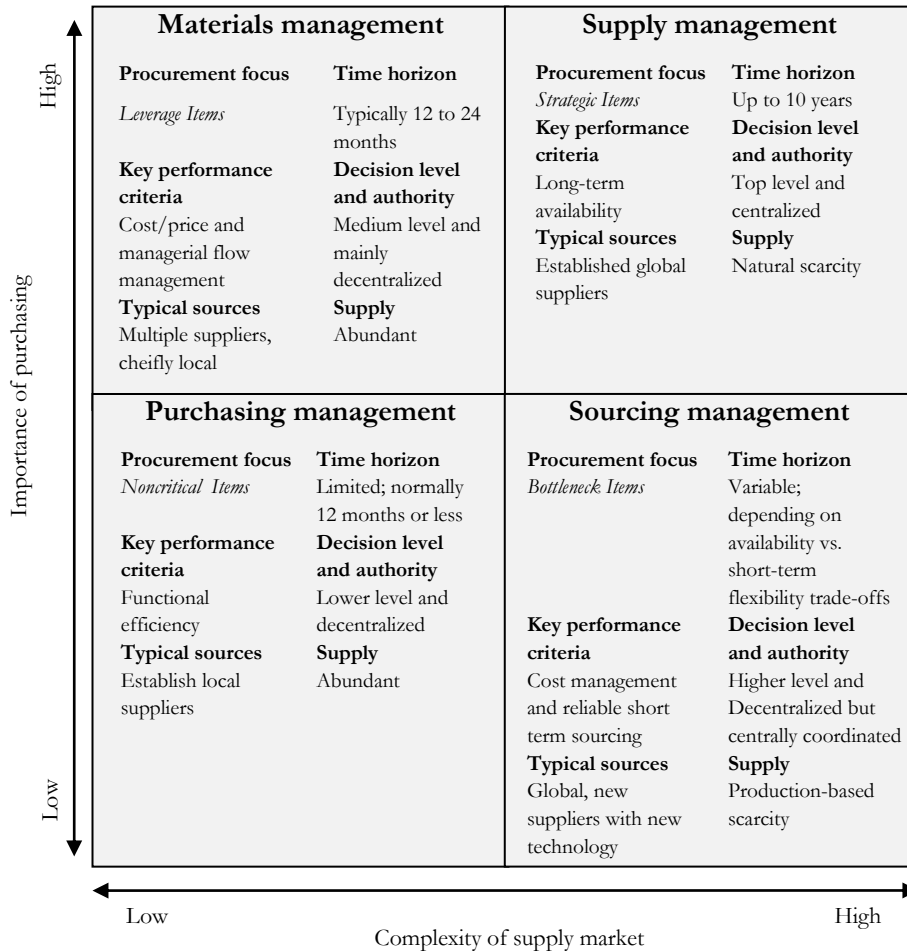 High
Importance of purchasing
Low
Materials management
Procurement focus
Leverage Items
Key performance
criteria
Cost/price and
managerial flow
management
Typical sources
Multiple suppliers,
cheifly local
Time horizon
Typically 12 to 24
months
Decision level
and authority
Medium level and
mainly
decentralized
Supply
Abundant
Supply management
Procurement focus
Strategic Items
Key performance
criteria
Long-term
availability
Typical sources
Established global
suppliers
Time horizon
Up to 10 years
Decision level
and authority
Top level and
centralized
Supply
Natural scarcity
Purchasing management
Procurement focus
Noncritical Items
Key performance
criteria
Functional
efficiency
Typical sources
Establish local
suppliers
Time horizon
Limited; normally
12 months or less
Decision level
and authority
Lower level and
decentralized
Supply
Abundant
Sourcing management
Procurement focus
Bottleneck Items
Key performance
criteria
Cost management
and reliable short
term sourcing
Typical sources
Global, new
suppliers with new
technology
Time horizon
Variable;
depending on
availability vs.
short-term
flexibility trade-offs
Decision level
and authority
Higher level and
Decentralized but
centrally coordinated
Supply
Production-based
scarcity
Low
High
Complexity of supply market